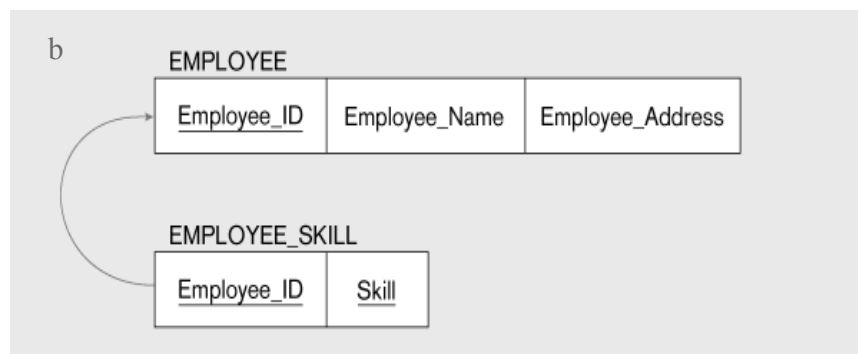 b
EMPLOYEE
Employee_ID Employee_Name Employee_Address
EMPLOYEE_SKILL
Employee_ID Skill